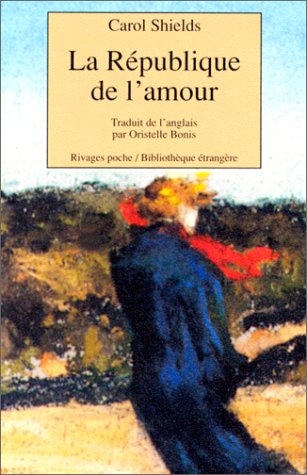 Carol Shields
La République
de l'amour
Traduit de l'anglais
par Oristelle Bonis
Rivages poche / Bibliothèque étrangère